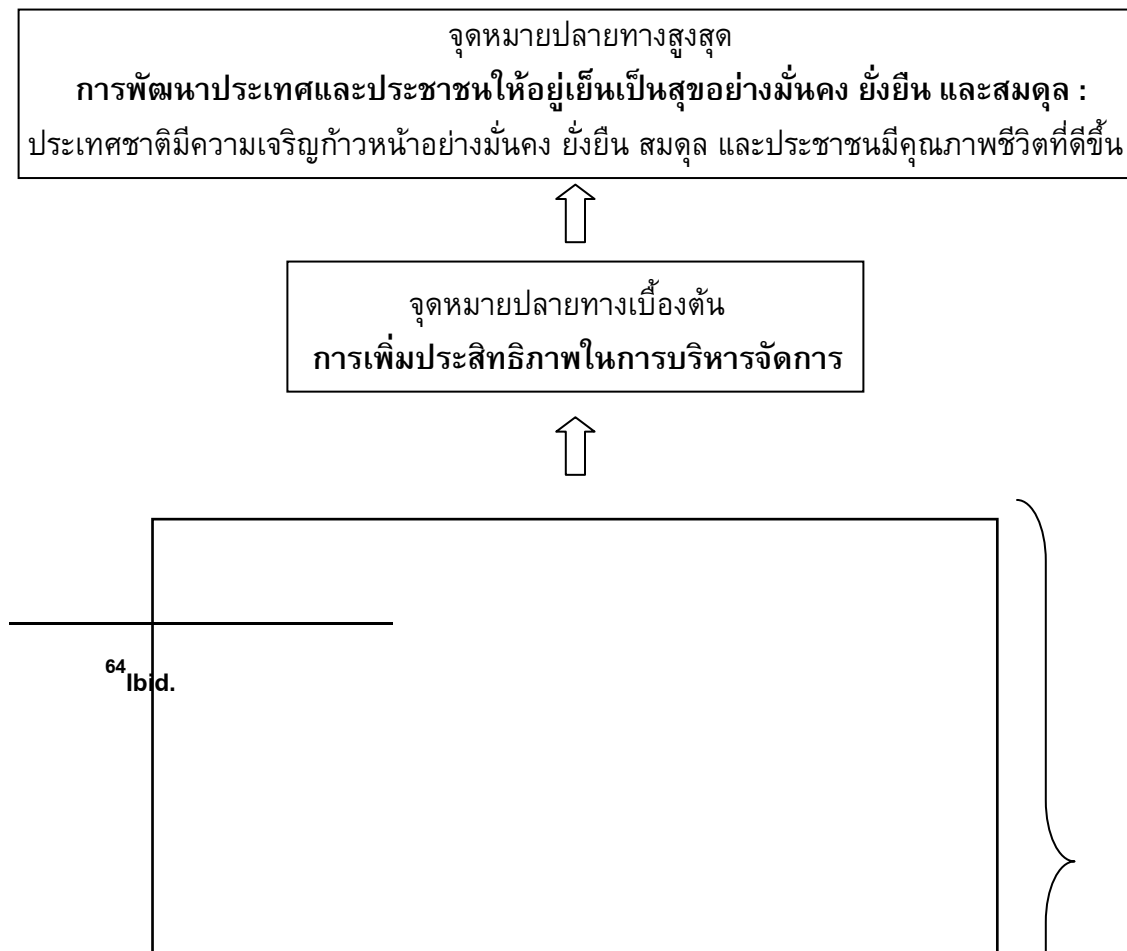 จุดหมายปลายทางสูงสุด
การพัฒนาประเทศและประชาชนให้อยู่เย็นเป็นสุขอย่างมั่นคง ยั่งยืน และสมดุล :
ประเทศชาติมีความเจริญก้าวหน้าอย่างมั่นคง ยั่งยืน สมดุล และประชาชนมีคุณภาพชีวิตที่ดีขึ้น
จุดหมายปลายทางเบื้องต้น
การเพิ่มประสิทธิภาพในการบริหารจัดการ
64Ibid.